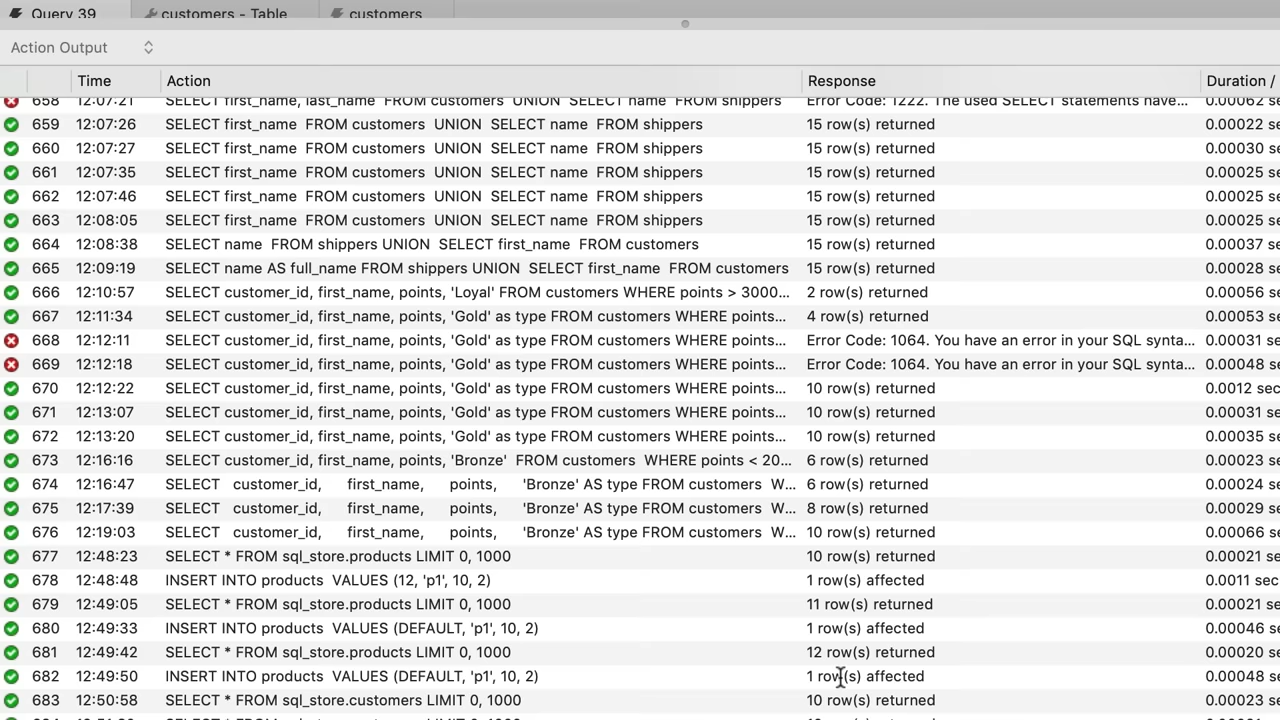 Query 39 customers - Table customers
Action Output
Time Action Response Duration /
658 12:07:21 SELECT first_name, last_name FROM customers UNION SELECT name FROM shippers Error Code: 1222. The used SELECT statements have... 0.00062 se
659 12:07:26 SELECT first_name FROM customers UNION SELECT name FROM shippers 15 row(s) returned 0.00022 se
660 12:07:27 SELECT first_name FROM customers UNION SELECT name FROM shippers 15 row(s) returned 0.00030 se
661 12:07:35 SELECT first_name FROM customers UNION SELECT name FROM shippers 15 row(s) returned 0.00025 se
662 12:07:46 SELECT first_name FROM customers UNION SELECT name FROM shippers 15 row(s) returned 0.00025 se
663 12:08:05 SELECT first_name FROM customers UNION SELECT name FROM shippers 15 row(s) returned 0.00025 se
664 12:08:38 SELECT name FROM shippers UNION SELECT first_name FROM customers 15 row(s) returned 0.00037 se
665 12:09:19 SELECT name AS full_name FROM shippers UNION SELECT first_name FROM customers 15 row(s) returned 0.00028 se
666 12:10:57 SELECT customer_id, first_name, points, 'Loyal' FROM customers WHERE points > 3000... 2 row(s) returned 0.00056 se
667 12:11:34 SELECT customer_id, first_name, points, 'Gold' as type FROM customers WHERE points... 4 row(s) returned 0.00053 se
668 12:12:11 SELECT customer_id, first_name, points, 'Gold' as type FROM customers WHERE points... Error Code: 1064. You have an error in your SQL synta... 0.00031 se
669 12:12:18 SELECT customer_id, first_name, points, 'Gold' as type FROM customers WHERE points... Error Code: 1064. You have an error in your SQL synta... 0.00048 se
670 12:12:22 SELECT customer_id, first_name, points, 'Gold' as type FROM customers WHERE points... 10 row(s) returned 0.0012 sec
671 12:13:07 SELECT customer_id, first_name, points, 'Gold' as type FROM customers WHERE points... 10 row(s) returned 0.00031 se
672 12:13:20 SELECT customer_id, first_name, points, 'Gold' as type FROM customers WHERE points... 10 row(s) returned 0.00035 se
673 12:16:16 SELECT customer_id, first_name, points, 'Bronze' FROM customers WHERE points < 20... 6 row(s) returned 0.00023 se
674 12:16:47 SELECT customer_id, first_name, points, 'Bronze' AS type FROM customers W... 6 row(s) returned 0.00024 se
675 12:17:39 SELECT customer_id, first_name, points, 'Bronze' AS type FROM customers W... 8 row(s) returned 0.00029 se
676 12:19:03 SELECT customer_id, first_name, points, 'Bronze' AS type FROM customers W... 10 row(s) returned 0.00066 se
677 12:48:23 SELECT * FROM sql_store.products LIMIT 0, 1000 10 row(s) returned 0.00021 se
678 12:48:48 INSERT INTO products VALUES (12, 'p1', 10, 2) 1 row(s) affected 0.0011 sec
679 12:49:05 SELECT * FROM sql_store.products LIMIT 0, 1000 11 row(s) returned 0.00021 se
680 12:49:33 INSERT INTO products VALUES (DEFAULT, 'p1', 10, 2) 1 row(s) affected 0.00046 se
681 12:49:42 SELECT * FROM sql_store.products LIMIT 0, 1000 12 row(s) returned 0.00020 se
682 12:49:50 INSERT INTO products VALUES (DEFAULT, 'p1', 10, 2) 1 row(s) affected 0.00048 se
683 12:50:58 SELECT * FROM sql_store.customers LIMIT 0, 1000 10 row(s) returned 0.00023 se